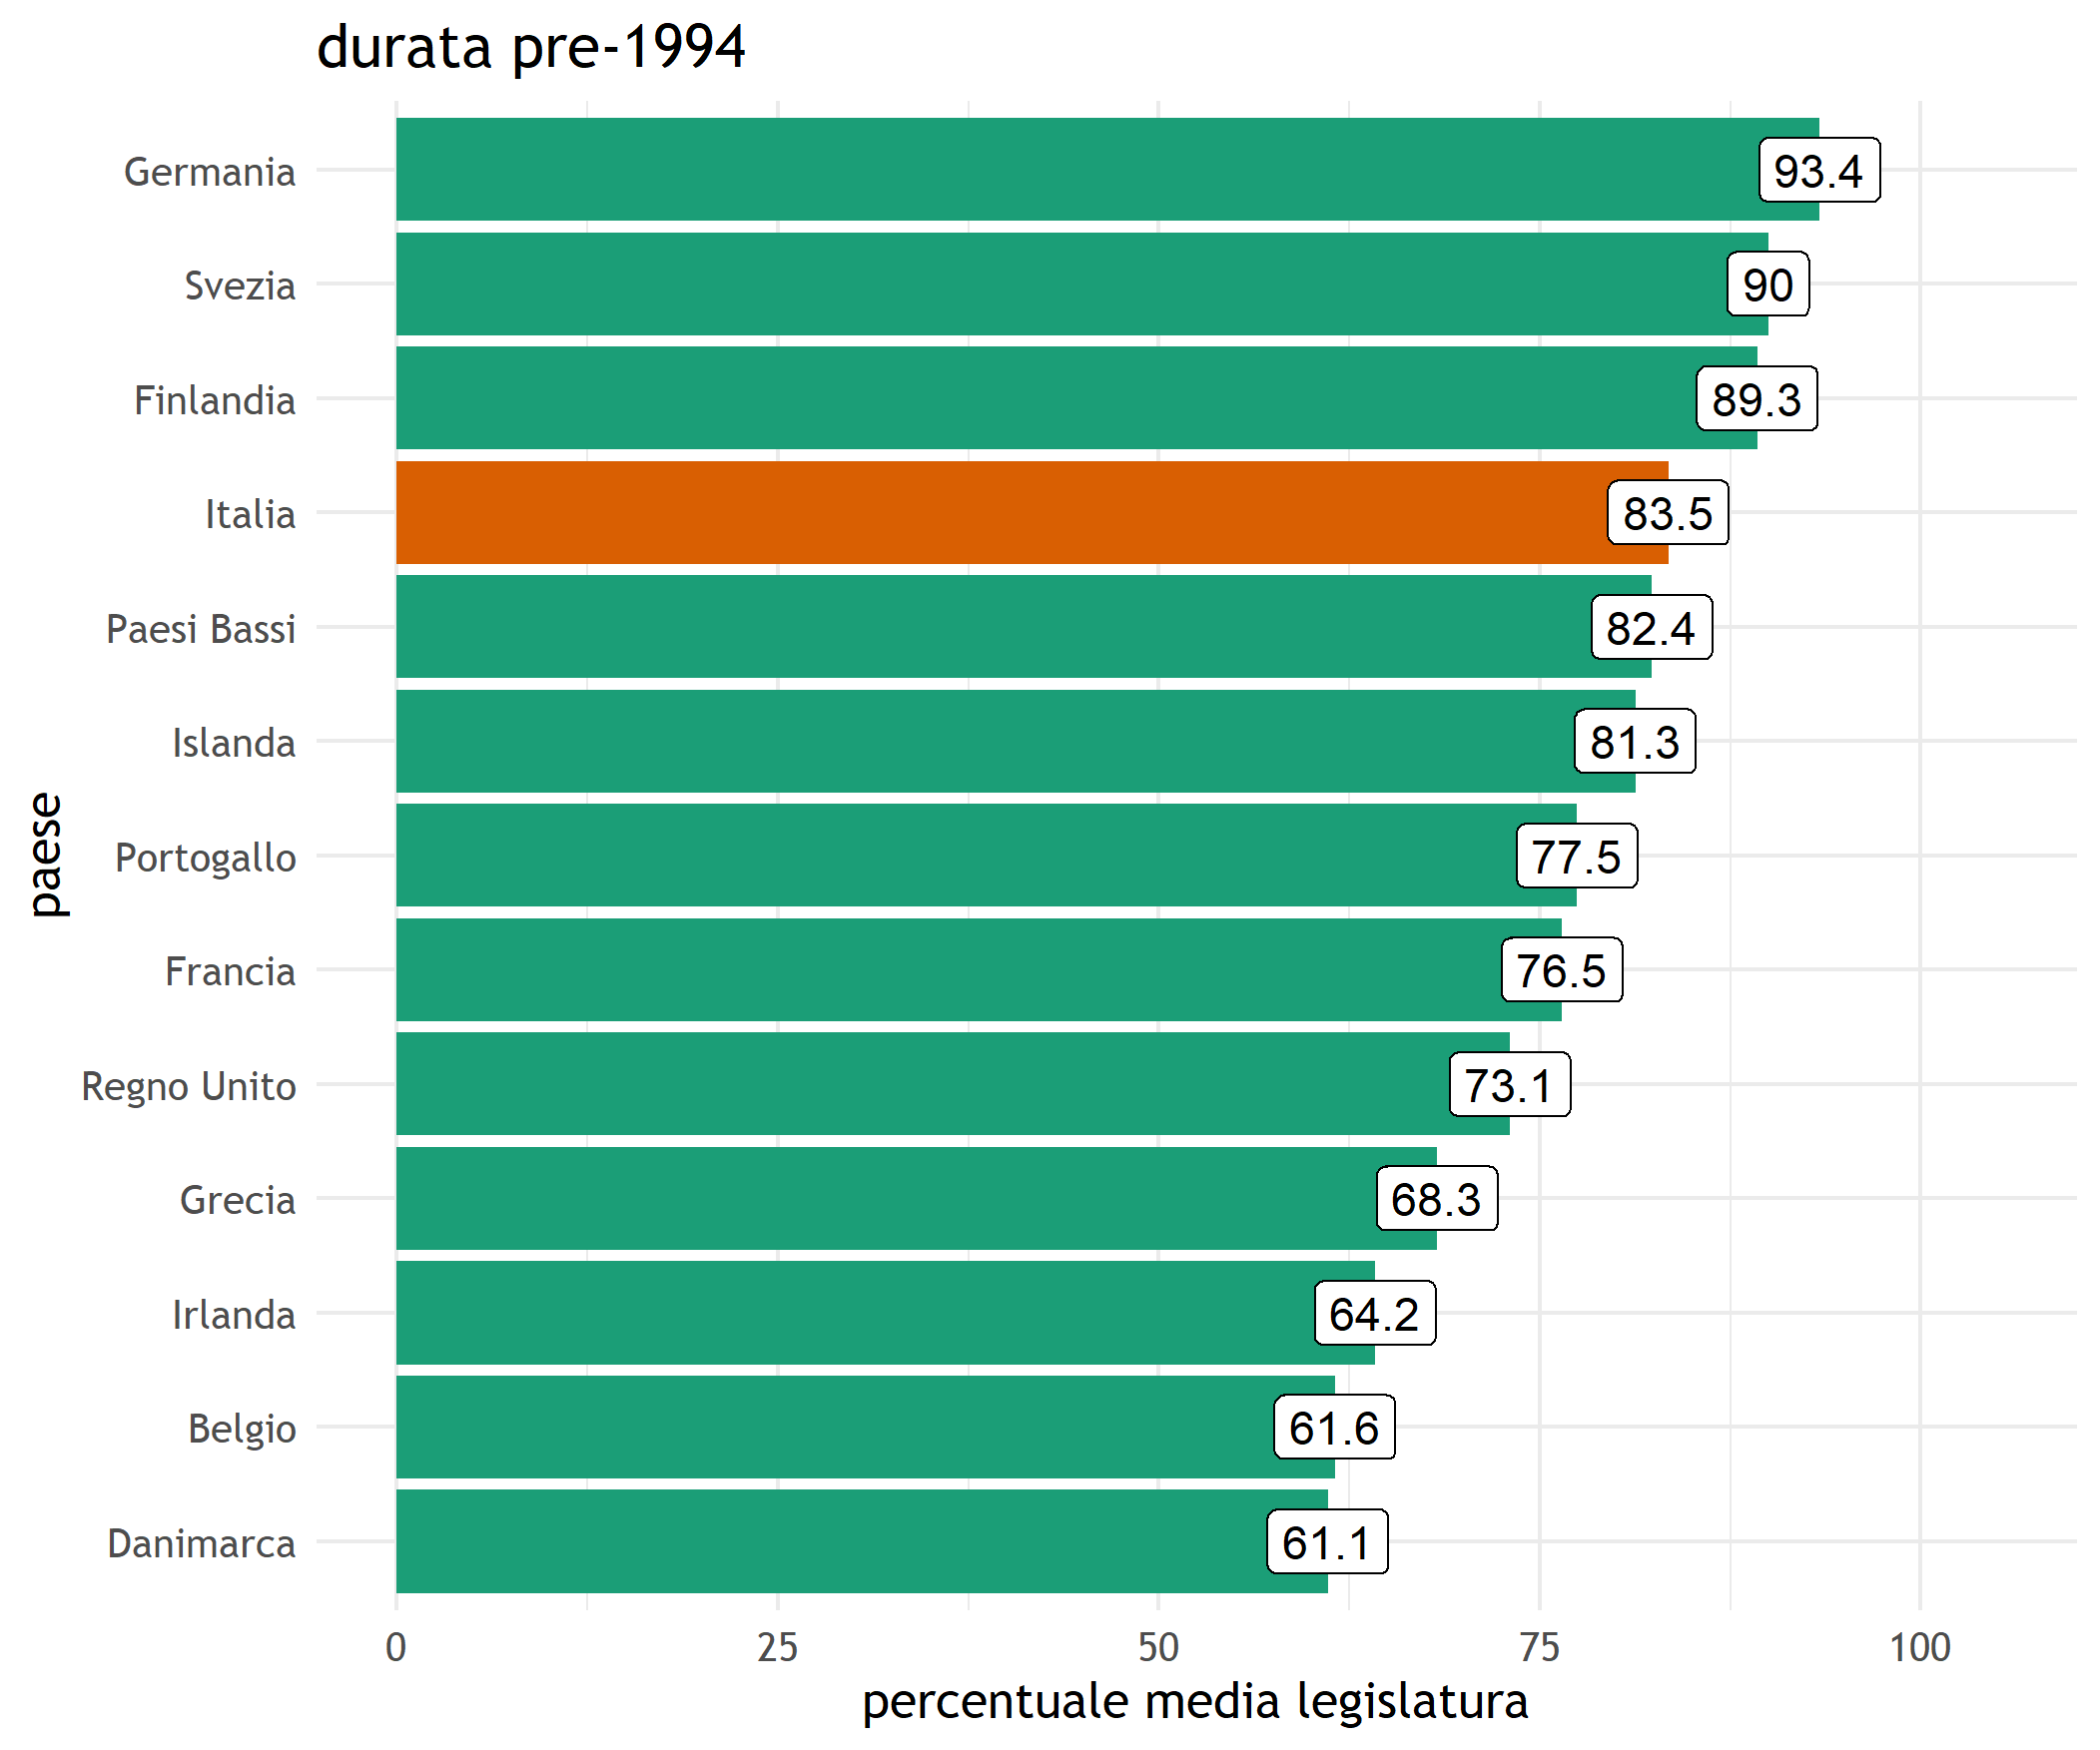 durata pre-1994
Germania 93.4
Svezia 90
Finlandia 89.3
Italia 83.5
Paesi Bassi 82.4
Islanda 81.3
Portogallo 77.5
Francia 76.5
Regno Unito 73.1
Grecia 68.3
Irlanda 64.2
Belgio 61.6
Danimarca 61.1
paese
0 25 50 75 100
percentuale media legislatura